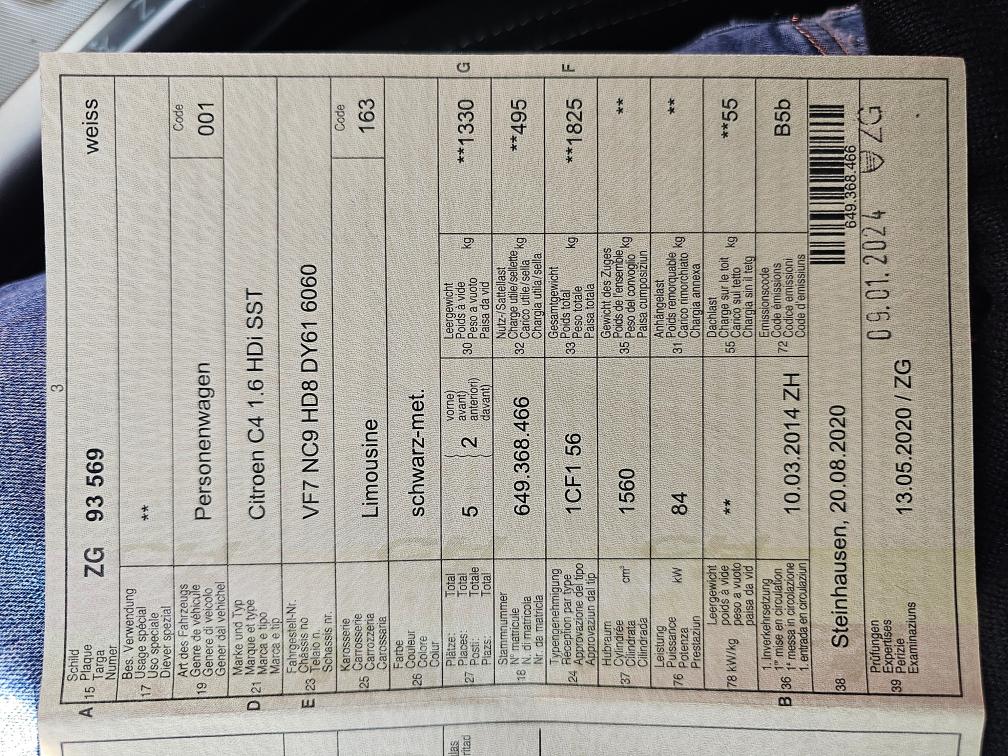 3
Schild
A 15 Plaque ZG 93 569 weiss
Targa
Numer
Bes. Verwendung
17 Usage spécial **
Uso speciale
Diever spezial
Art des Fahrzeugs Code
19 Genre de véhicule Personenwagen 001
Genere di veicolo
Gener dal vehichel
Marke und Typ
D 21 Marque et type Citroen C4 1.6 HDi SST
Marca e tipo
Marca e tip
Fahrgestell-Nr.
E 23 Châssis no VF7 NC9 HD8 DY61 6060
Telaio n.
Schassis nr.
Karosserie Code
25 Carrosserie Limousine 163
Carrozzeria
Carossaria
Farbe
26 Couleur schwarz-met.
Colore
Colur
Plätze: Total vorne)
27 Places: Total 5 2 avant)
Posti: Totale anteriori)
Plazs: Total davant)
Leergewicht
30 Poids à vide kg **1330 G
Peso a vuoto
Paisa da vid
Stammnummer
18 N° matricule 649.368.466
N. di matricola
Nr. da matricla
Nutz-/Sattellast
32 Charge utile/sellette kg **495
Carico utile/sella
Chargia utila/sella
Typengenehmigung
24 Réception par type 1CF1 56
Approvazione del tipo
Approvaziun dal tip
Gesamtgewicht
33 Poids total kg **1825 F
Peso totale
Paisa totala
Hubraum
37 Cylindrée cm³ 1560
Cilindrata
Cilindrada
Gewicht des Zuges
35 Poids de l'ensemble kg **
Peso del convoglio
Paisa cumposiziun
Leistung
76 Puissance kW 84
Potenza
Prestaziun
Anhängelast
31 Poids remorquable kg **
Carico rimorchiato
Chargia annexa
Leergewicht
78 kW/kg poids à vide **
peso a vuoto
paisa da vid
Dachlast
55 Charge sur le toit kg **55
Carico sul tetto
Chargia sin il tetg
1. Inverkehrsetzung
B 36 1re mise en circulation 10.03.2014 ZH
1a messa in circolazione
1. entrada en circulaziun
Emissionscode
72 Code émissions B5b
Codice emissioni
Code d'emissiuns
38 Steinhausen, 20.08.2020
649.368.466
Prüfungen
39 Expertises 13.05.2020 / ZG 09.01.2024 ZG
Perizie
Examinaziuns